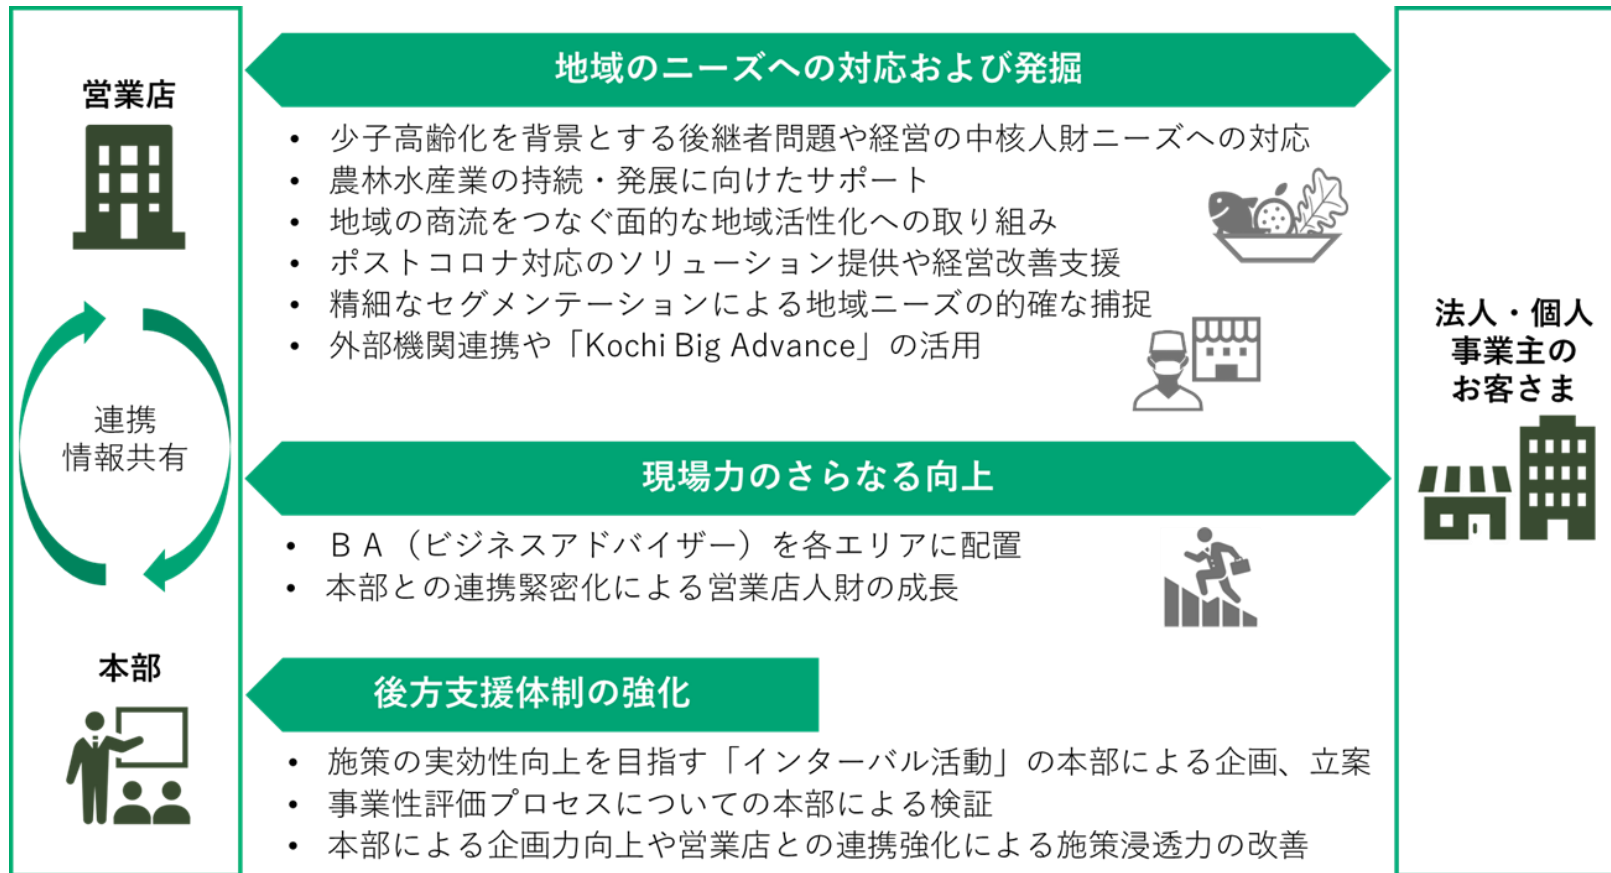 営業店
連携
情報共有
本部
地域のニーズへの対応および発掘
• 少子高齢化を背景とする後継者問題や経営の中核人財ニーズへの対応
• 農林水産業の持続・発展に向けたサポート
• 地域の商流をつなぐ面的な地域活性化への取り組み
• ポストコロナ対応のソリューション提供や経営改善支援
• 精細なセグメンテーションによる地域ニーズの的確な捕捉
• 外部機関連携や「Kochi Big Advance」の活用
現場力のさらなる向上
• ＢＡ（ビジネスアドバイザー）を各エリアに配置
• 本部との連携緊密化による営業店人財の成長
後方支援体制の強化
• 施策の実効性向上を目指す「インターバル活動」の本部による企画、立案
• 事業性評価プロセスについての本部による検証
• 本部による企画力向上や営業店との連携強化による施策浸透力の改善
法人・個人
事業主の
お客さま